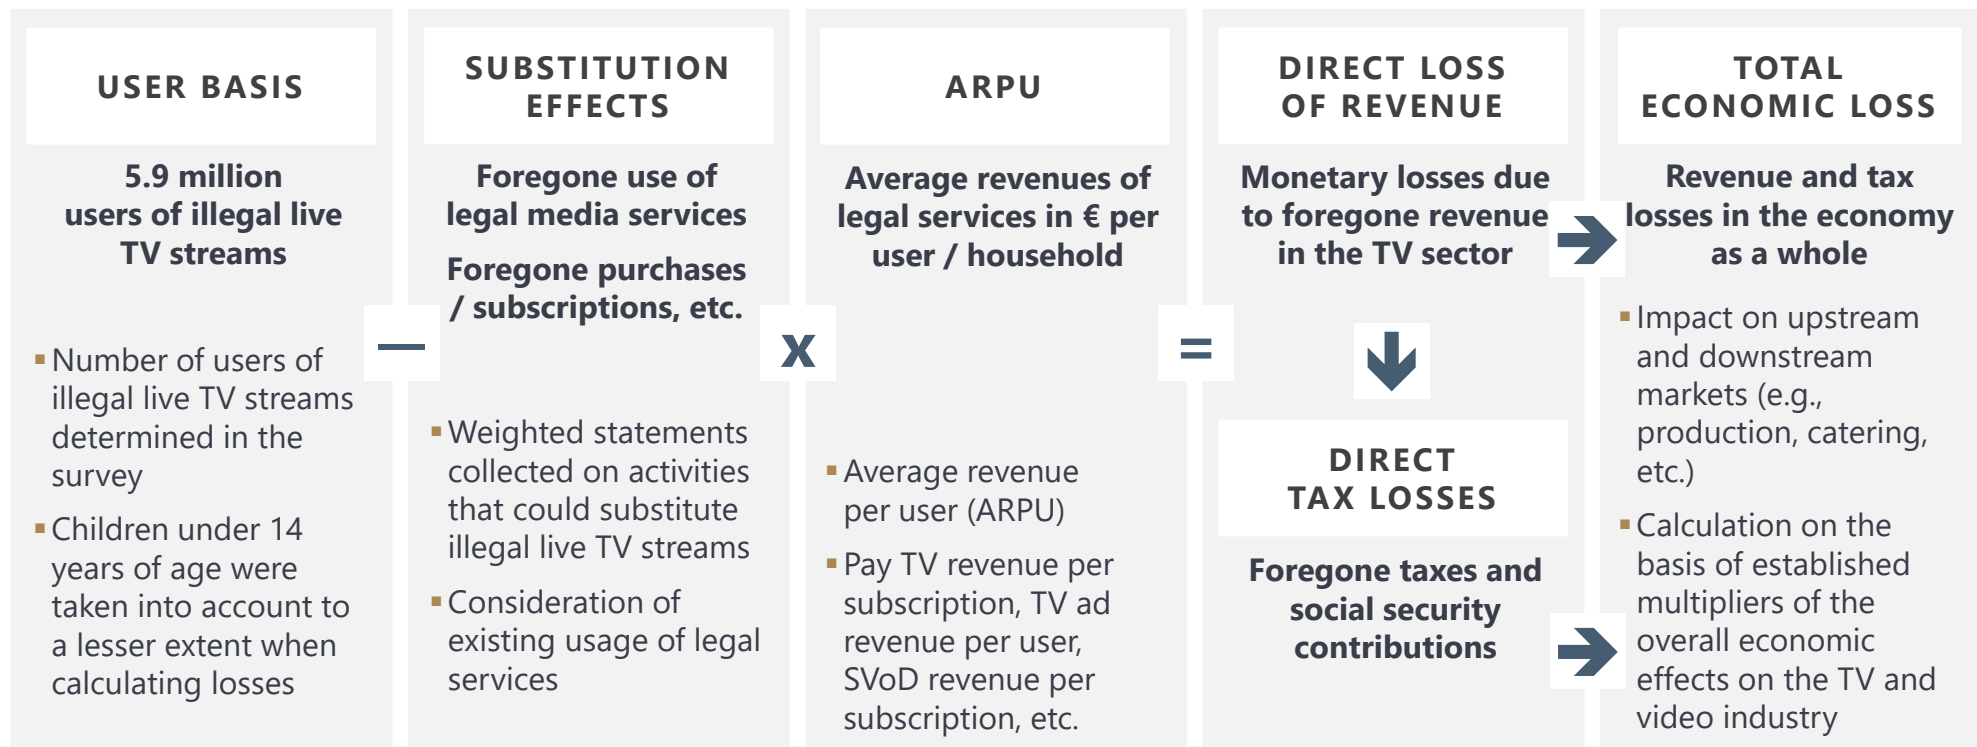 USER BASIS
5.9 million
users of illegal live
TV streams
▪Number of users of
illegal live TV streams
determined in the
survey
▪Children under 14
years of age were
taken into account to
a lesser extent when
calculating losses
—
SUBSTITUTION
EFFECTS
Foregone use of
legal media services
Foregone purchases
/ subscriptions, etc.
▪Weighted statements
collected on activities
that could substitute
illegal live TV streams
▪Consideration of
existing usage of legal
services
x
ARPU
Average revenues of
legal services in € per
user / household
▪Average revenue
per user (ARPU)
▪Pay TV revenue per
subscription, TV ad
revenue per user,
SVoD revenue per
subscription, etc.
=
DIRECT LOSS
OF REVENUE
Monetary losses due
to foregone revenue
in the TV sector
DIRECT
TAX LOSSES
Foregone taxes and
social security
contributions
TOTAL
ECONOMIC LOSS
Revenue and tax
losses in the economy
as a whole
▪Impact on upstream
and downstream
markets (e.g.,
production, catering,
etc.)
▪Calculation on the
basis of established
multipliers of the
overall economic
effects on the TV and
video industry